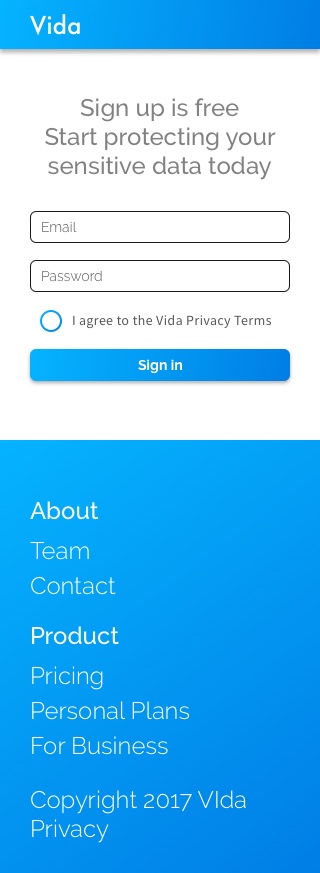 Vida
Sign up is free
Start protecting your
sensitive data today
Email
Password
I agree to the Vida Privacy Terms
Sign in
About
Team
Contact
Product
Pricing
Personal Plans
For Business
Copyright 2017 VIda
Privacy